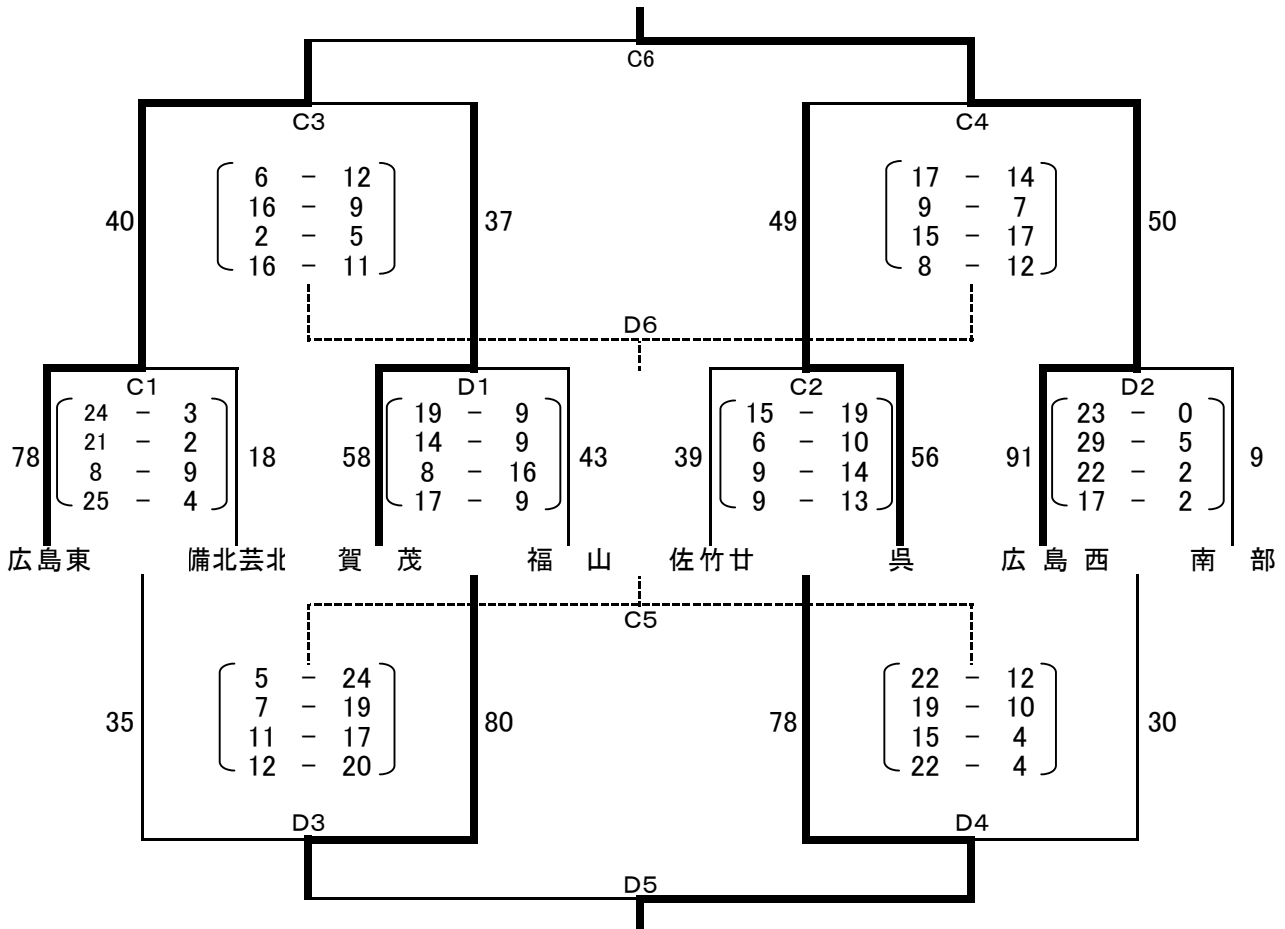 C6
C3 C4
6 － 12 17 － 14
16 － 9 9 － 7
40 37 49 50
2 － 5 15 － 17
16 － 11 8 － 12
D6
C1 D1 C2 D2
24 － 3 19 － 9 15 － 19 23 － 0
21 － 2 14 － 9 6 － 10 29 － 5
78 18 58 43 39 56 91 9
8 － 9 8 － 16 9 － 14 22 － 2
25 － 4 17 － 9 9 － 13 17 － 2
広島東 備北芸北 賀 茂 福 山 佐竹廿 呉 広 島 西 南 部
C5
5 － 24 22 － 12
7 － 19 19 － 10
35 80 78 30
11 － 17 15 － 4
12 － 20 22 － 4
D3 D4
D5